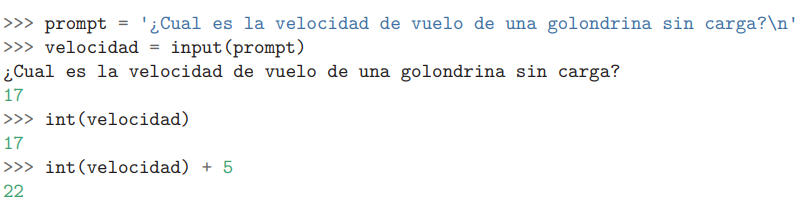 >>> prompt = '¿Cual es la velocidad de vuelo de una golondrina sin carga?\n'
>>> velocidad = input(prompt)
¿Cual es la velocidad de vuelo de una golondrina sin carga?
17
>>> int(velocidad)
17
>>> int(velocidad) + 5
22